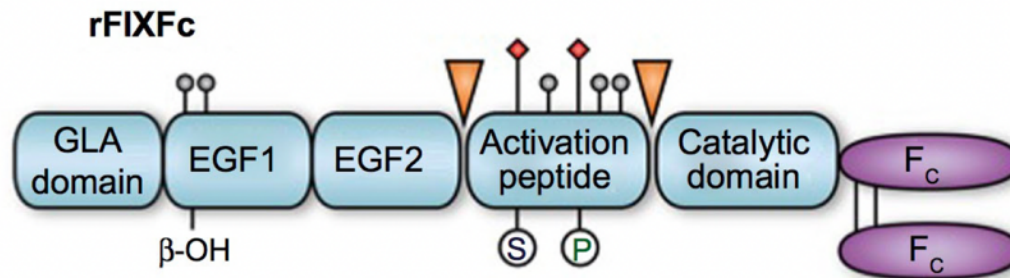 rFIXFc
GLA
domain
EGF1
EGF2
Activation
peptide
Catalytic
domain
Fc
β-OH
S
P
Fc